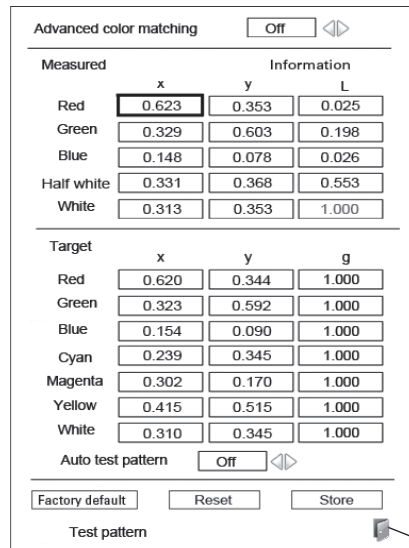 Advanced color matching Off
Measured Information
x y L
Red 0.623 0.353 0.025
Green 0.329 0.603 0.198
Blue 0.148 0.078 0.026
Half white 0.331 0.368 0.553
White 0.313 0.353 1.000
Target
x y g
Red 0.620 0.344 1.000
Green 0.323 0.592 1.000
Blue 0.154 0.090 1.000
Cyan 0.239 0.345 1.000
Magenta 0.302 0.170 1.000
Yellow 0.415 0.515 1.000
White 0.310 0.345 1.000
Auto test pattern Off
Factory default Reset Store
Test pattern